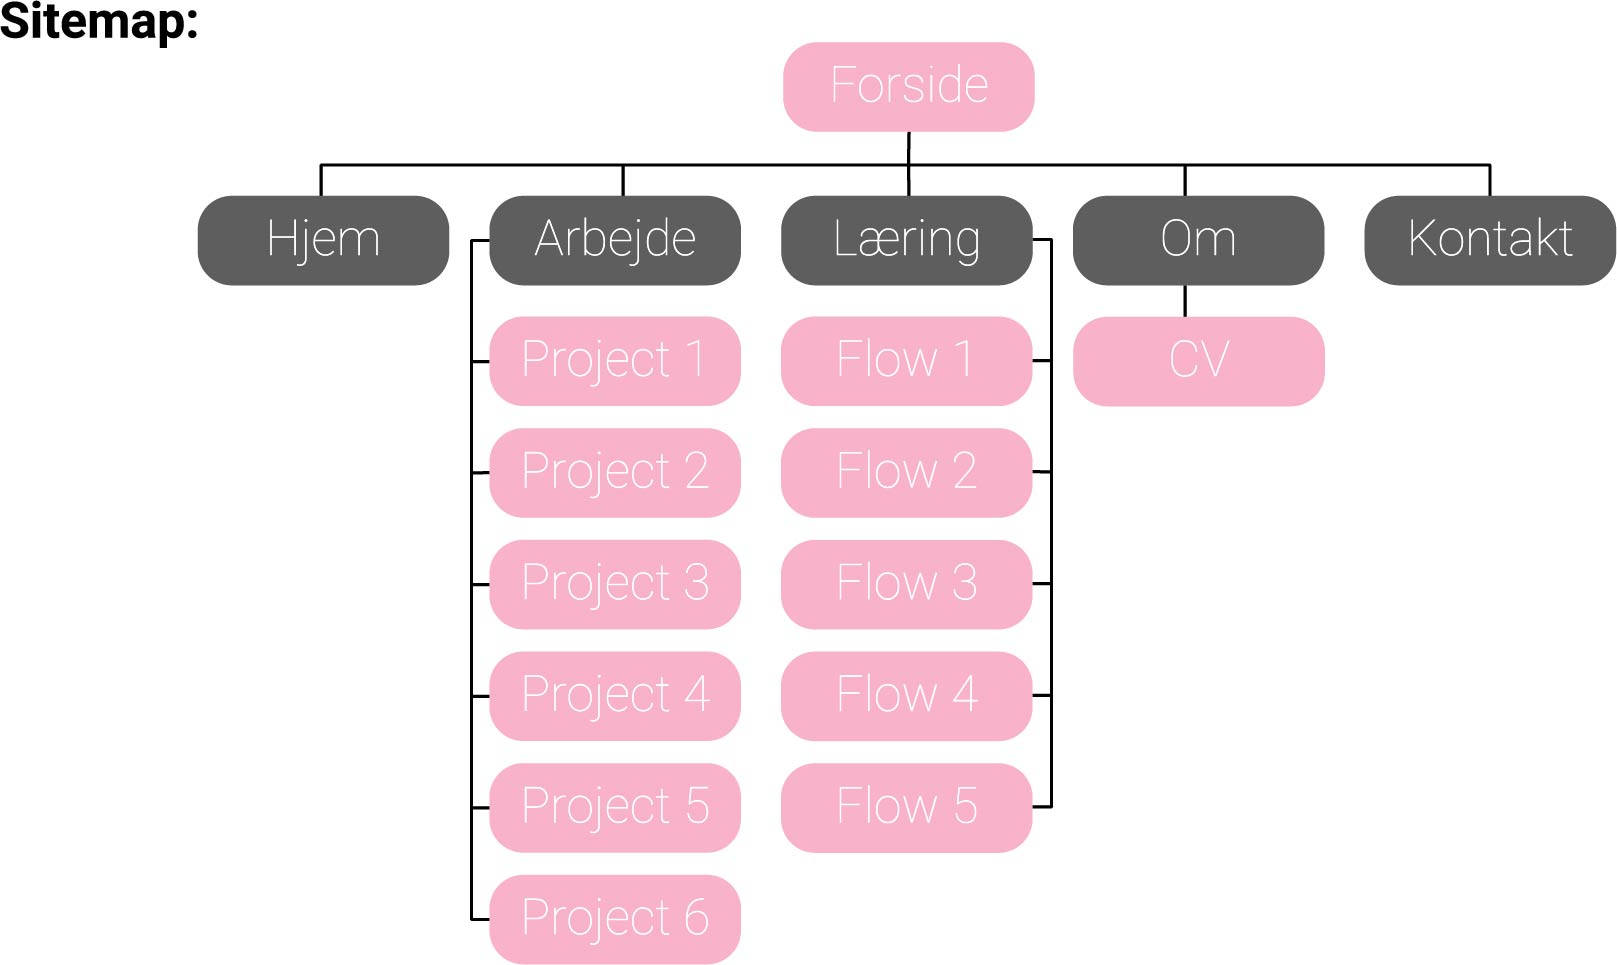 Sitemap:
Forside
Hjem
Arbejde
Læring
Om
Kontakt
Project 1
Flow 1
CV
Project 2
Flow 2
Project 3
Flow 3
Project 4
Flow 4
Project 5
Flow 5
Project 6